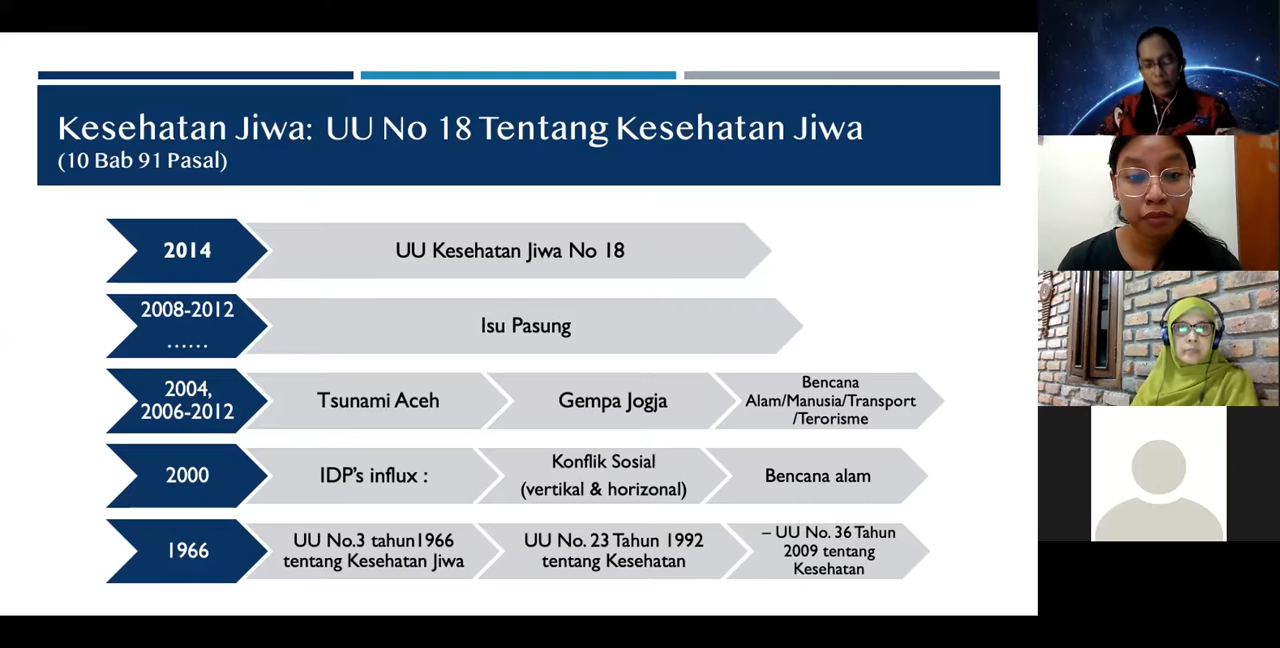 Kesehatan Jiwa: UU No 18 Tentang Kesehatan Jiwa
(10 Bab 91 Pasal)
2014
UU Kesehatan Jiwa No 18
2008-2012
......
Isu Pasung
2004,
2006-2012
Tsunami Aceh
Gempa Jogja
Bencana
Alam/Manusia/Transport
/Terorisme
2000
IDP's influx :
Konflik Sosial
(vertikal & horizonal)
Bencana alam
1966
UU No.3 tahun1966
tentang Kesehatan Jiwa
UU No. 23 Tahun 1992
tentang Kesehatan
– UU No. 36 Tahun
2009 tentang
Kesehatan